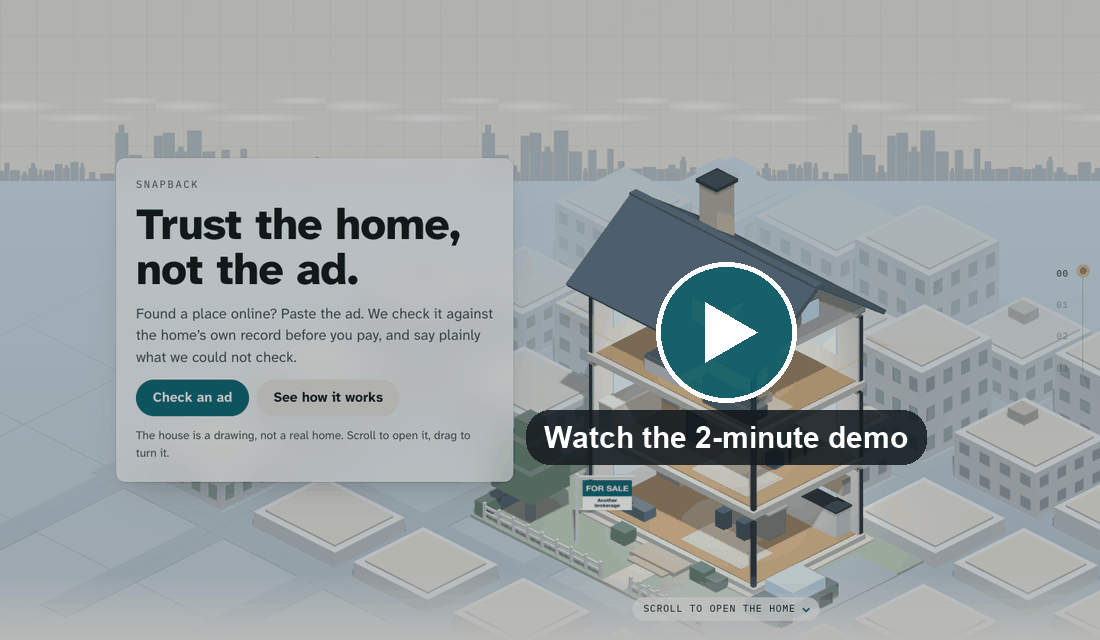 SNAPBACK
Trust the home,
not the ad.
Found a place online? Paste the ad. We check it against
the home’s own record before you pay, and say plainly
what we could not check.
Check an ad
See how it works
The house is a drawing, not a real home. Scroll to open it, drag to
turn it.
Watch the 2-minute demo
FOR SALE
Another
brokerage
00
01
02
SCROLL TO OPEN THE HOME